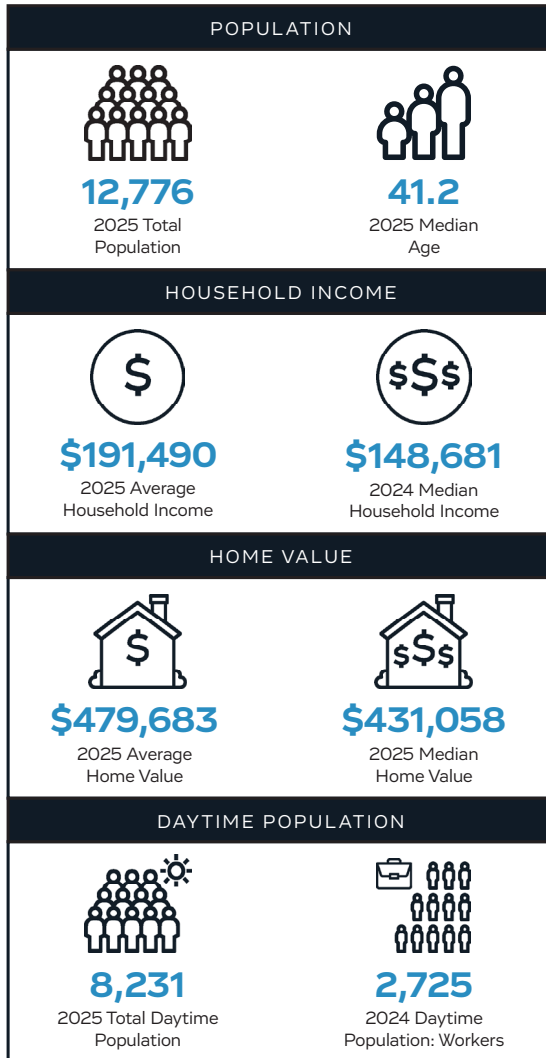 POPULATION
12,776
2025 Total
Population
41.2
2025 Median
Age
HOUSEHOLD INCOME
$
$191,490
2025 Average
Household Income
$$$
$148,681
2024 Median
Household Income
HOME VALUE
$
$479,683
2025 Average
Home Value
$$$
$431,058
2025 Median
Home Value
DAYTIME POPULATION
8,231
2025 Total Daytime
Population
2,725
2024 Daytime
Population: Workers